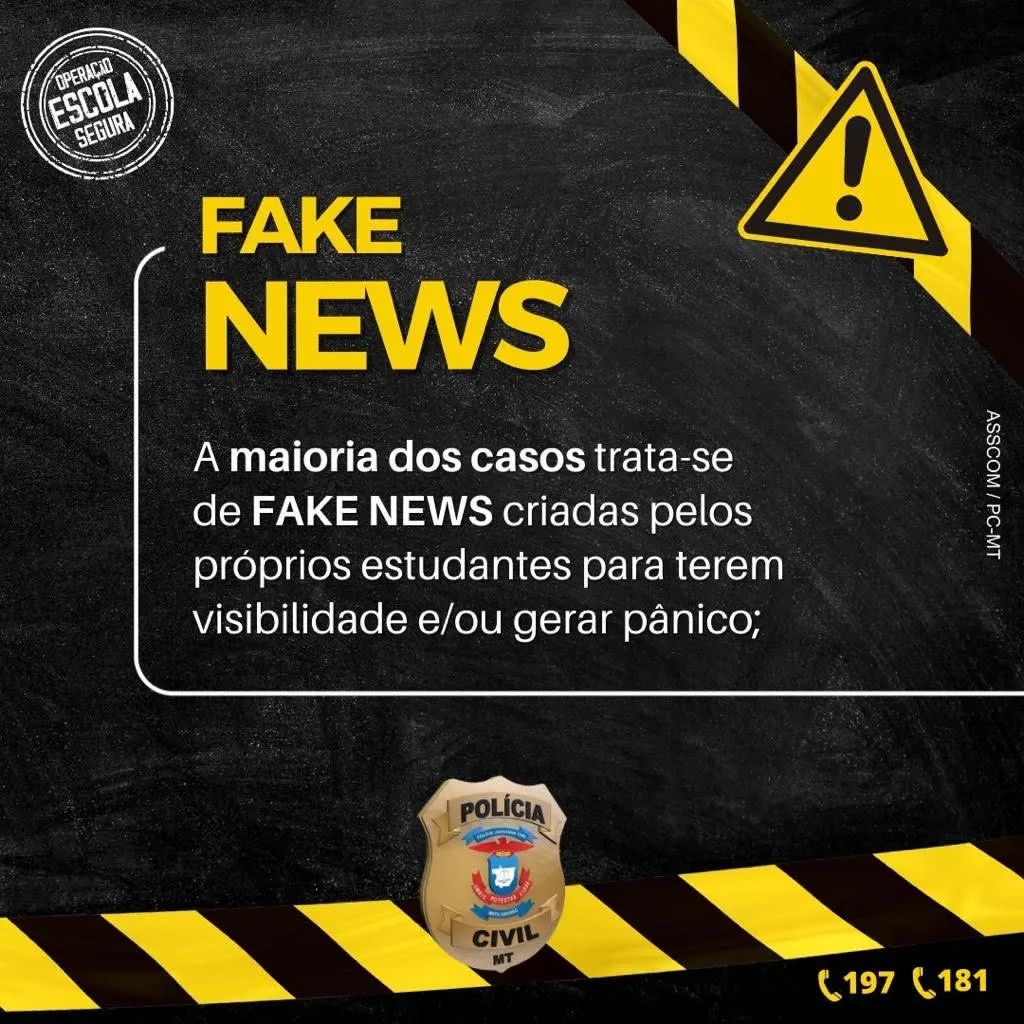 OPERAÇÃO
ESCOLA
SEGURA
FAKE
NEWS
A maioria dos casos trata-se
de FAKE NEWS criadas pelos
próprios estudantes para terem
visibilidade e/ou gerar pânico;
ASSCOM / PC-MT
POLÍCIA
CIVIL
MT
197 181